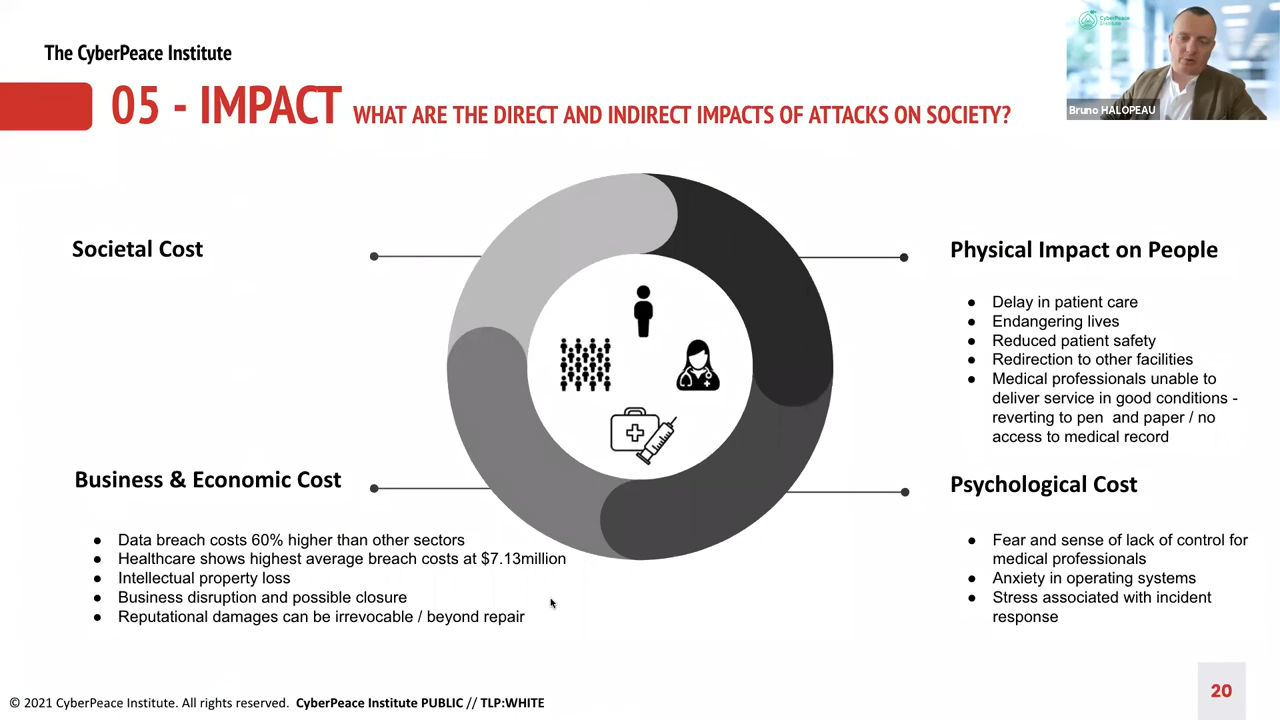 The CyberPeace Institute
05 - IMPACT WHAT ARE THE DIRECT AND INDIRECT IMPACTS OF ATTACKS ON SOCIETY?
CyberPeace
Institute
Bruno HALOPEAU
Societal Cost
Physical Impact on People
● Delay in patient care
● Endangering lives
● Reduced patient safety
● Redirection to other facilities
● Medical professionals unable to
deliver service in good conditions -
reverting to pen and paper / no
access to medical record
Business & Economic Cost
● Data breach costs 60% higher than other sectors
● Healthcare shows highest average breach costs at $7.13million
● Intellectual property loss
● Business disruption and possible closure
● Reputational damages can be irrevocable / beyond repair
Psychological Cost
● Fear and sense of lack of control for
medical professionals
● Anxiety in operating systems
● Stress associated with incident
response
© 2021 CyberPeace Institute. All rights reserved. CyberPeace Institute PUBLIC // TLP:WHITE
20